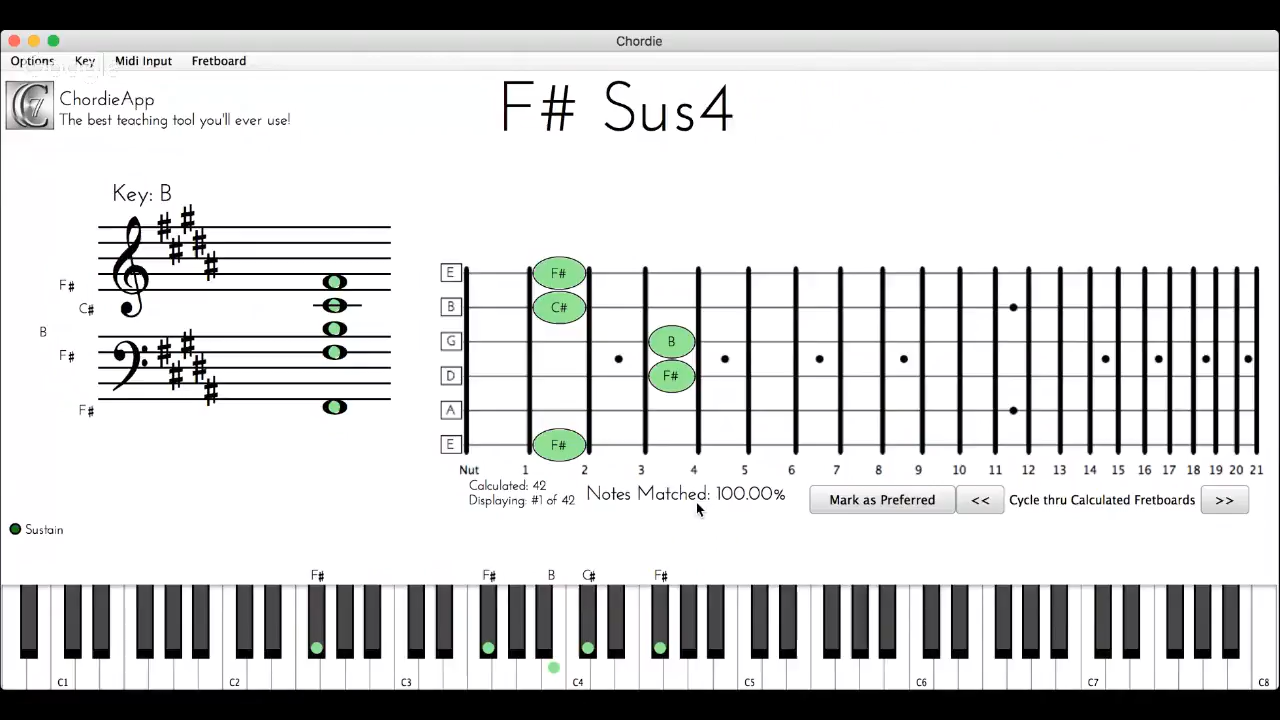 Chordie
Options Key Midi Input Fretboard
ChordieApp
The best teaching tool you'll ever use!
F# Sus4
Key: B
F#
C#
B
F#
F#
E F#
B C#
G B
D F#
A
E F#
Nut 1 2 3 4 5 6 7 8 9 10 11 12 13 14 15 16 17 18 19 20 21
Calculated: 42
Displaying: #1 of 42
Notes Matched: 100.00%
Mark as Preferred << Cycle thru Calculated Fretboards >>
Sustain
F# F# B C# F#
C1 C2 C3 C4 C5 C6 C7 C8